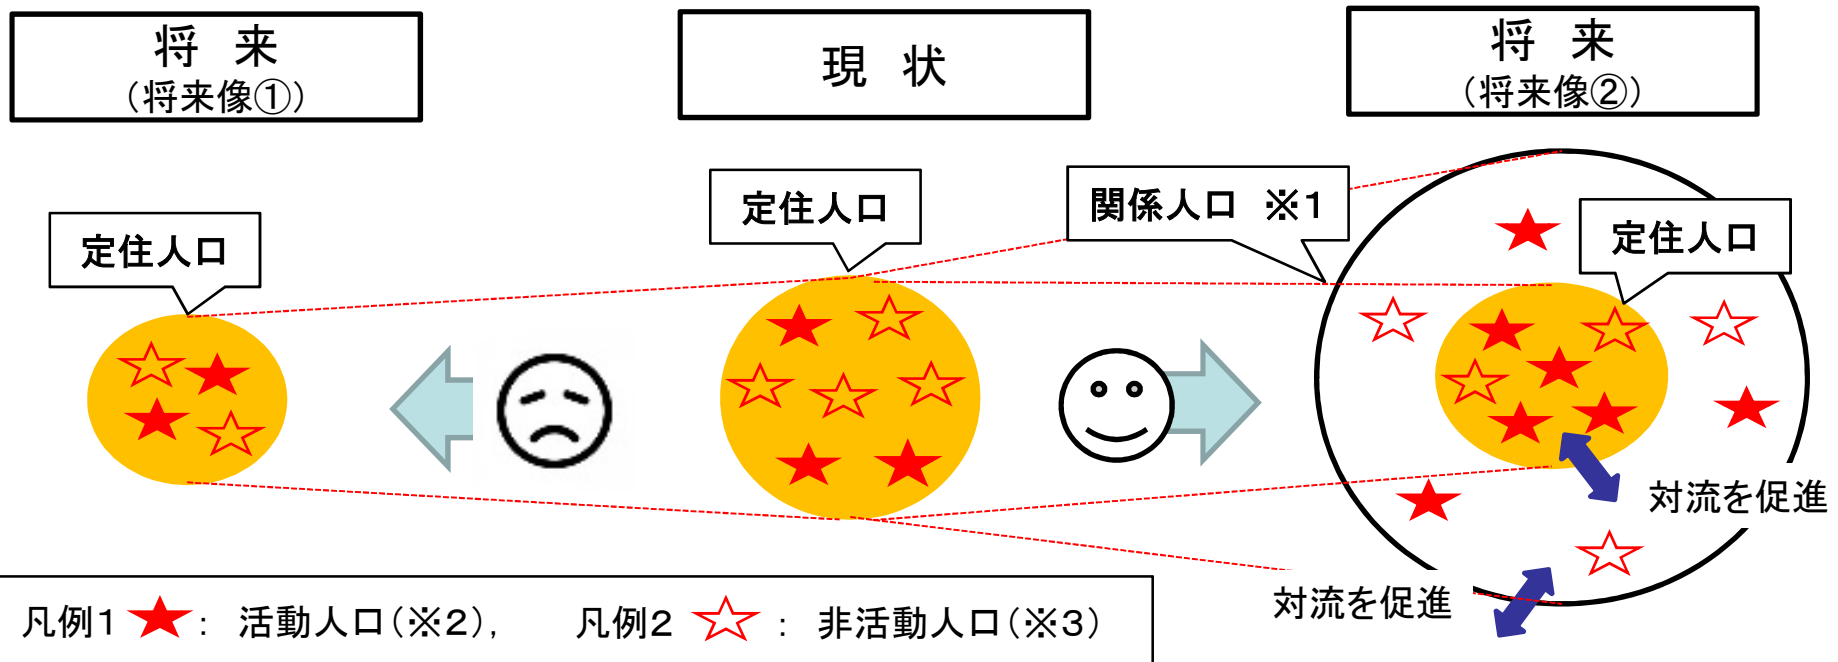 将 来
（将来像①）
現 状
将 来
（将来像②）
定住人口
定住人口
関係人口 ※１
定住人口
対流を促進
対流を促進
凡例１ ★： 活動人口（※２）， 凡例２ ☆ ： 非活動人口（※３）